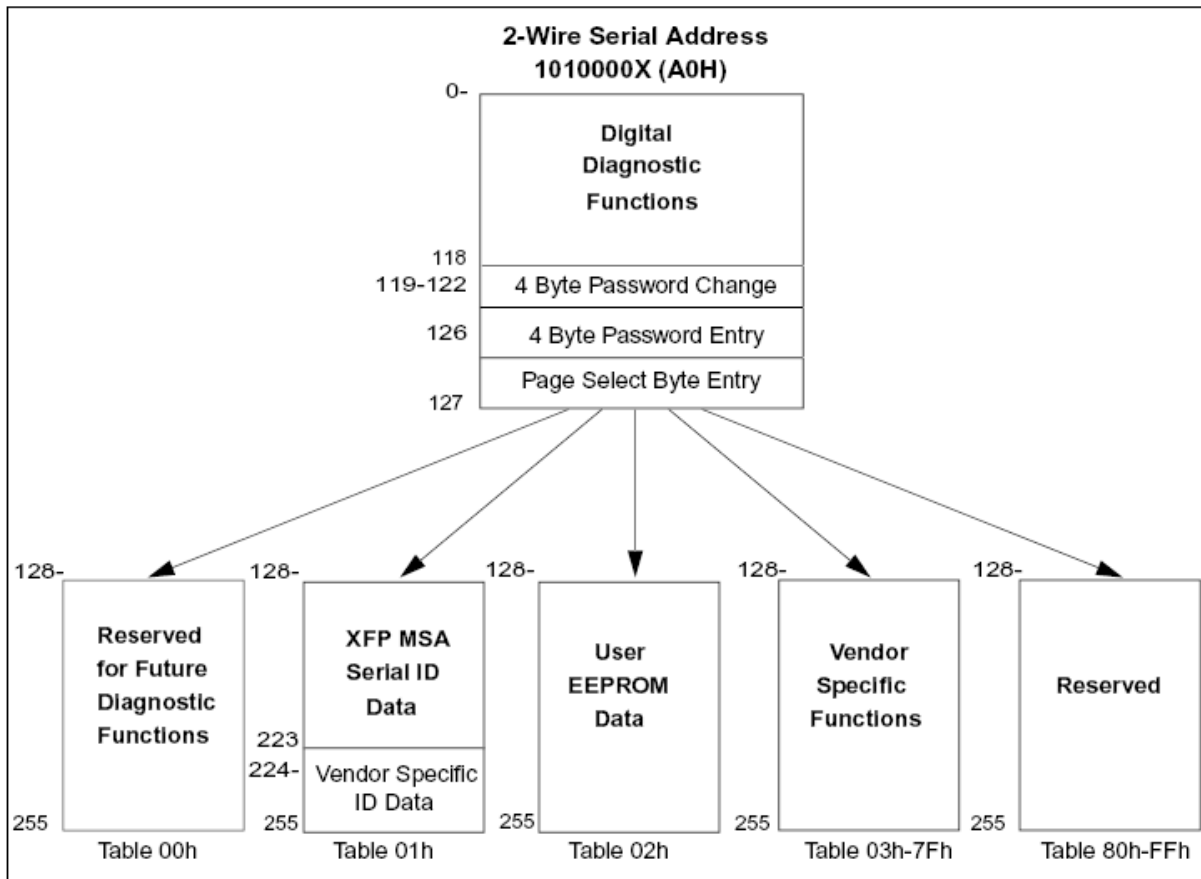 2-Wire Serial Address
1010000X (A0H)
0-
Digital
Diagnostic
Functions
118
119-122
4 Byte Password Change
126
4 Byte Password Entry
Page Select Byte Entry
127
128-
Reserved
for Future
Diagnostic
Functions
255
Table 00h
128-
XFP MSA
Serial ID
Data
223
224-
Vendor Specific
ID Data
255
Table 01h
128-
User
EEPROM
Data
255
Table 02h
128-
Vendor
Specific
Functions
255
Table 03h-7Fh
128-
Reserved
255
Table 80h-FFh